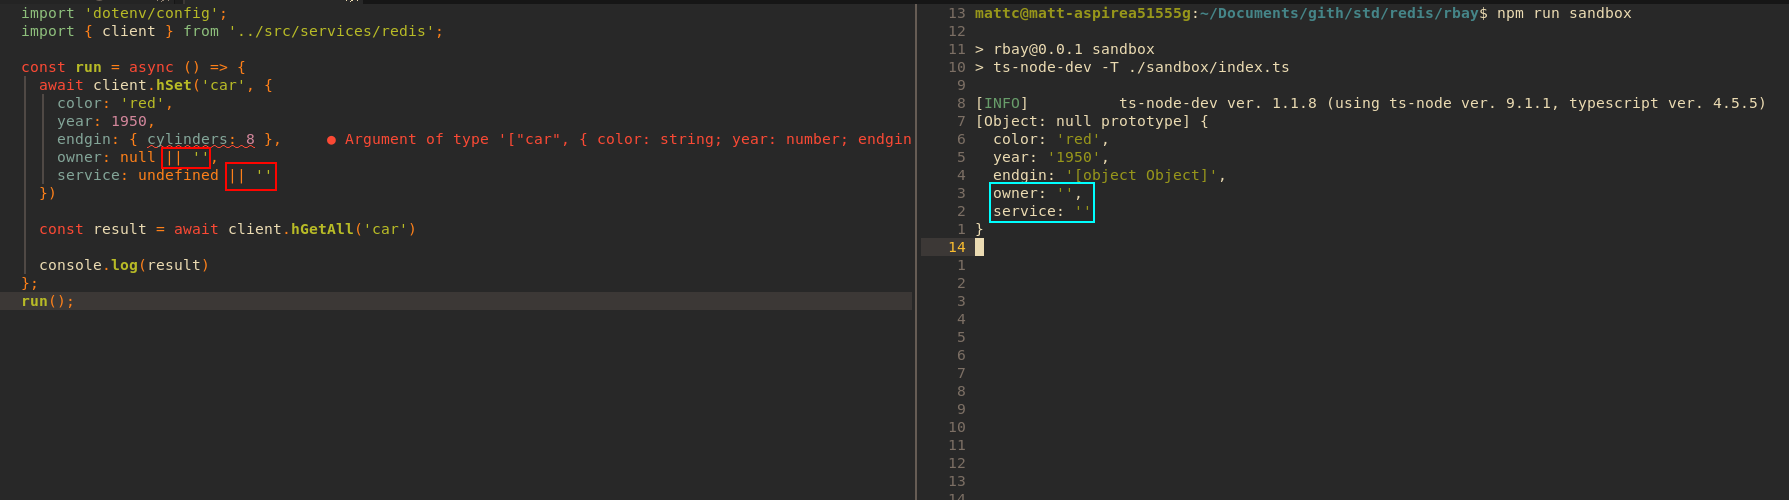 import 'dotenv/config';
import { client } from '../src/services/redis';
const run = async () => {
await client.hSet('car', {
color: 'red',
year: 1950,
endgin: { cylinders: 8 }, ● Argument of type '["car", { color: string; year: number; endgin
owner: null || '',
service: undefined || ''
})
const result = await client.hGetAll('car')
console.log(result)
};
run();
13 mattc@matt-aspirea51555g:~/Documents/gith/std/redis/rbay$ npm run sandbox
12
11 > rbay@0.0.1 sandbox
10 > ts-node-dev -T ./sandbox/index.ts
9
8 [INFO] ts-node-dev ver. 1.1.8 (using ts-node ver. 9.1.1, typescript ver. 4.5.5)
7 [Object: null prototype] {
6 color: 'red',
5 year: '1950',
4 endgin: '[object Object]',
3 owner: '',
2 service: ''
1 }
14
1
2
3
4
5
6
7
8
9
10
11
12
13
14